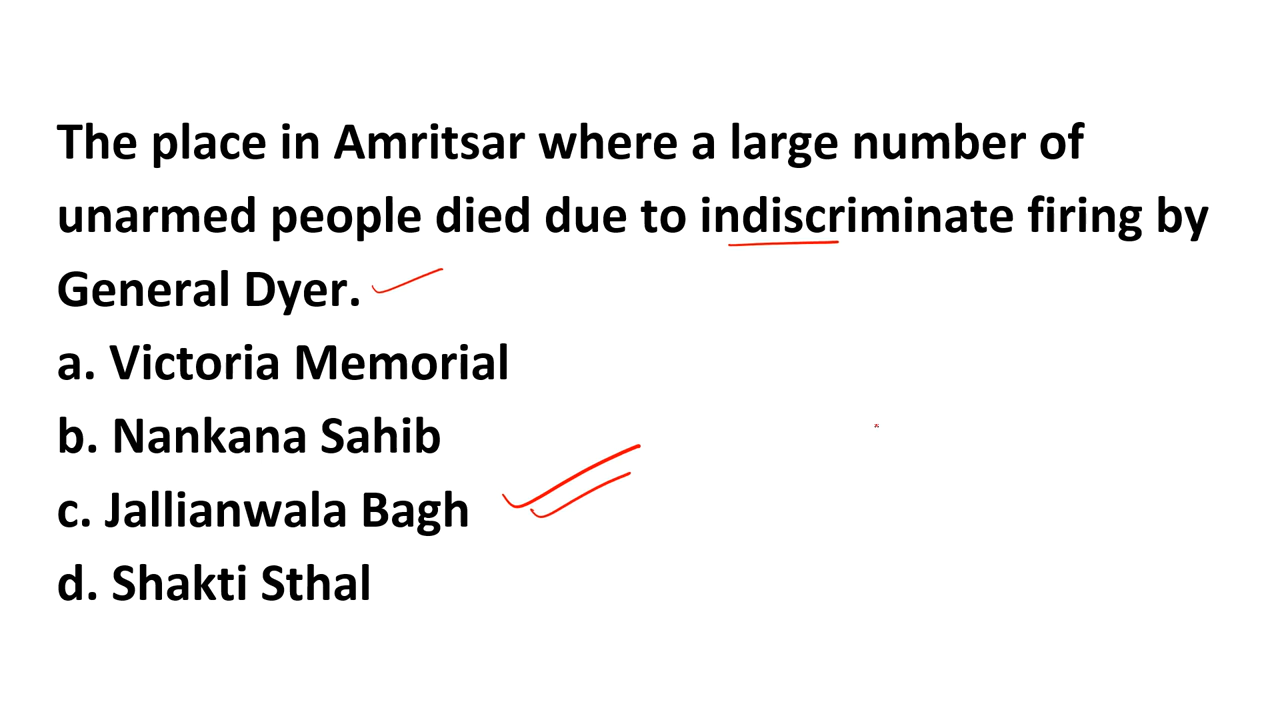 The place in Amritsar where a large number of
unarmed people died due to indiscriminate firing by
General Dyer.
a. Victoria Memorial
b. Nankana Sahib
c. Jallianwala Bagh
d. Shakti Sthal